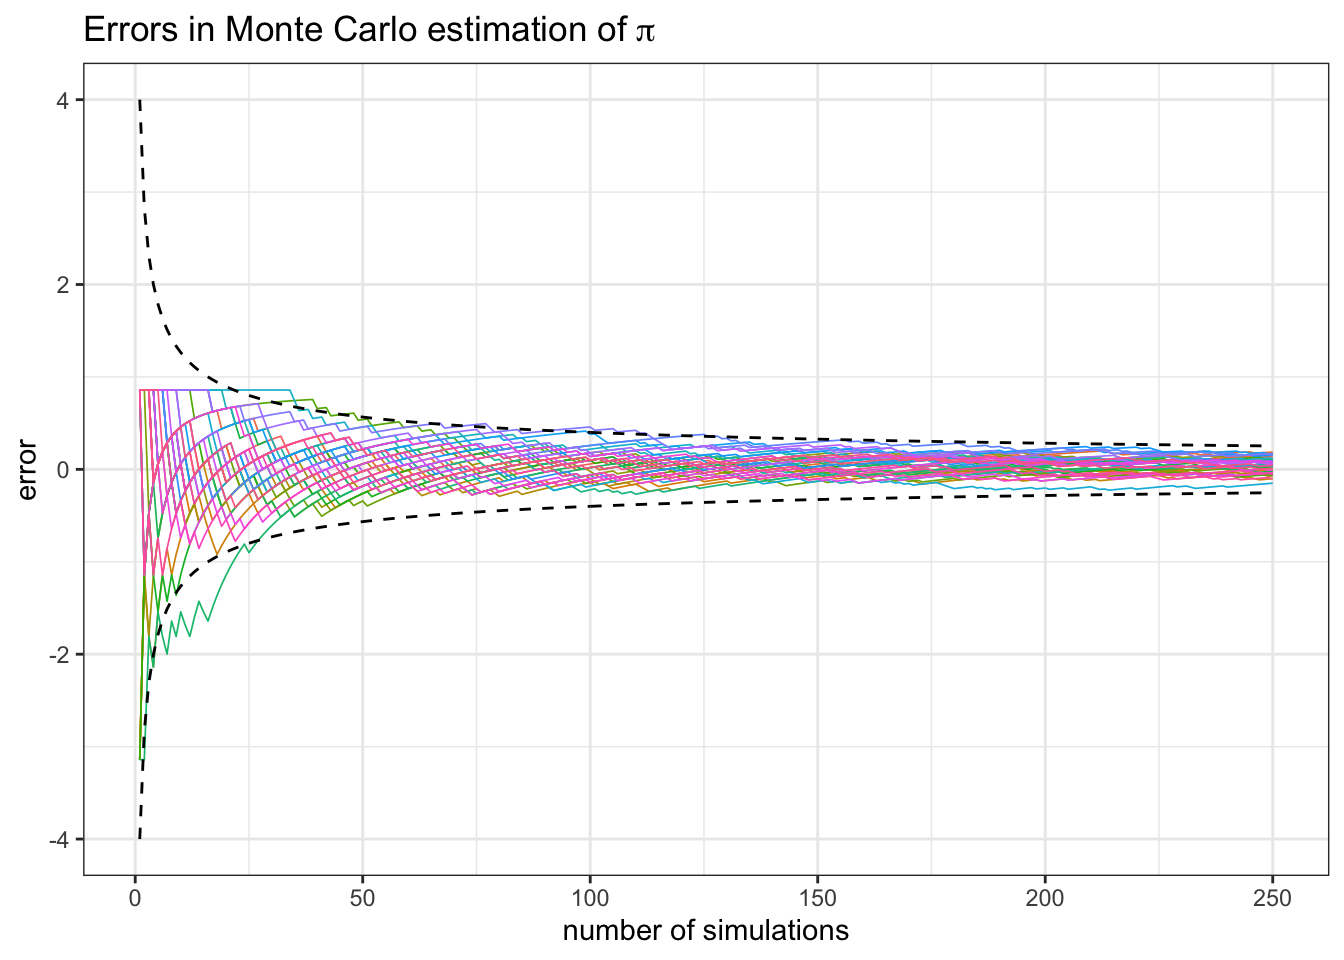 Errors in Monte Carlo estimation of π
4
2
0
-2
-4
error
0 50 100 150 200 250
number of simulations